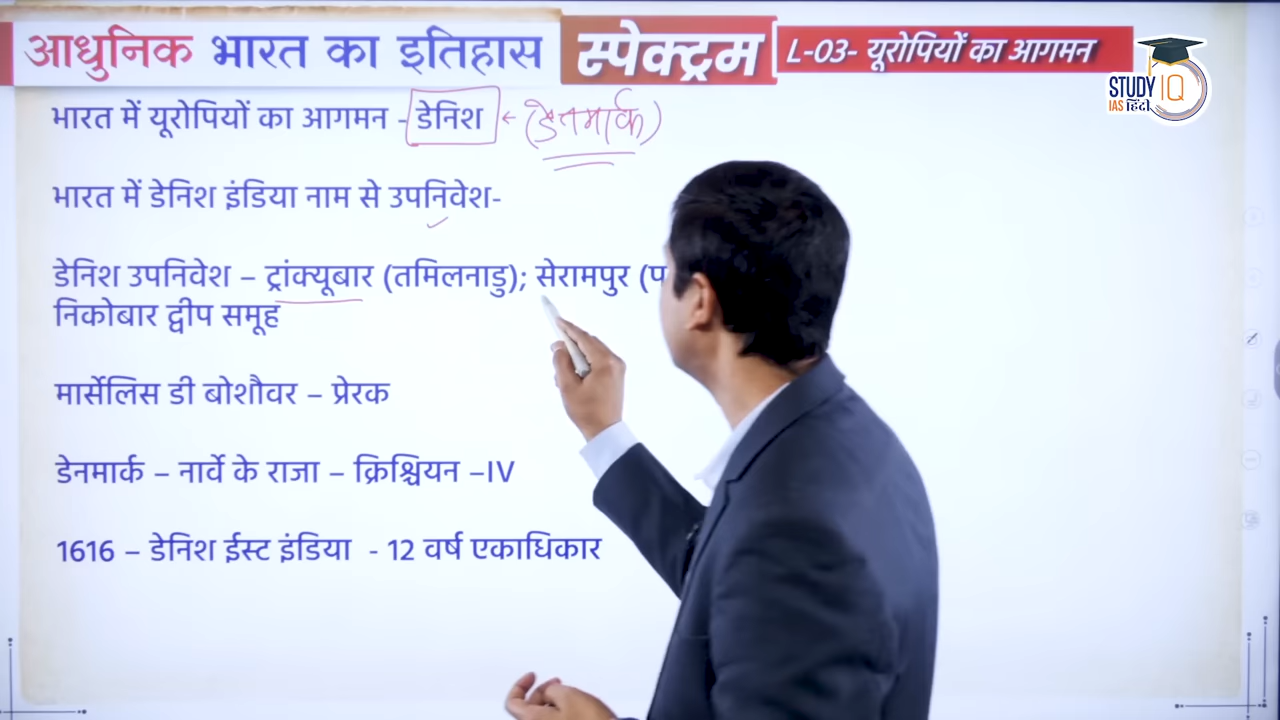 आधुनिक भारत का इतिहास स्पेक्ट्रम L-03- यूरोपियों का आगमन
STUDY IQ
IAS हिंदी
भारत में यूरोपियों का आगमन - डेनिश ← (डेनमार्क)
भारत में डेनिश इंडिया नाम से उपनिवेश-
डेनिश उपनिवेश – ट्रांक्यूबार (तमिलनाडु); सेरामपुर (प
निकोबार द्वीप समूह
मार्सेलिस डी बोशौवर – प्रेरक
डेनमार्क – नार्वे के राजा – क्रिश्चियन –IV
1616 – डेनिश ईस्ट इंडिया - 12 वर्ष एकाधिकार